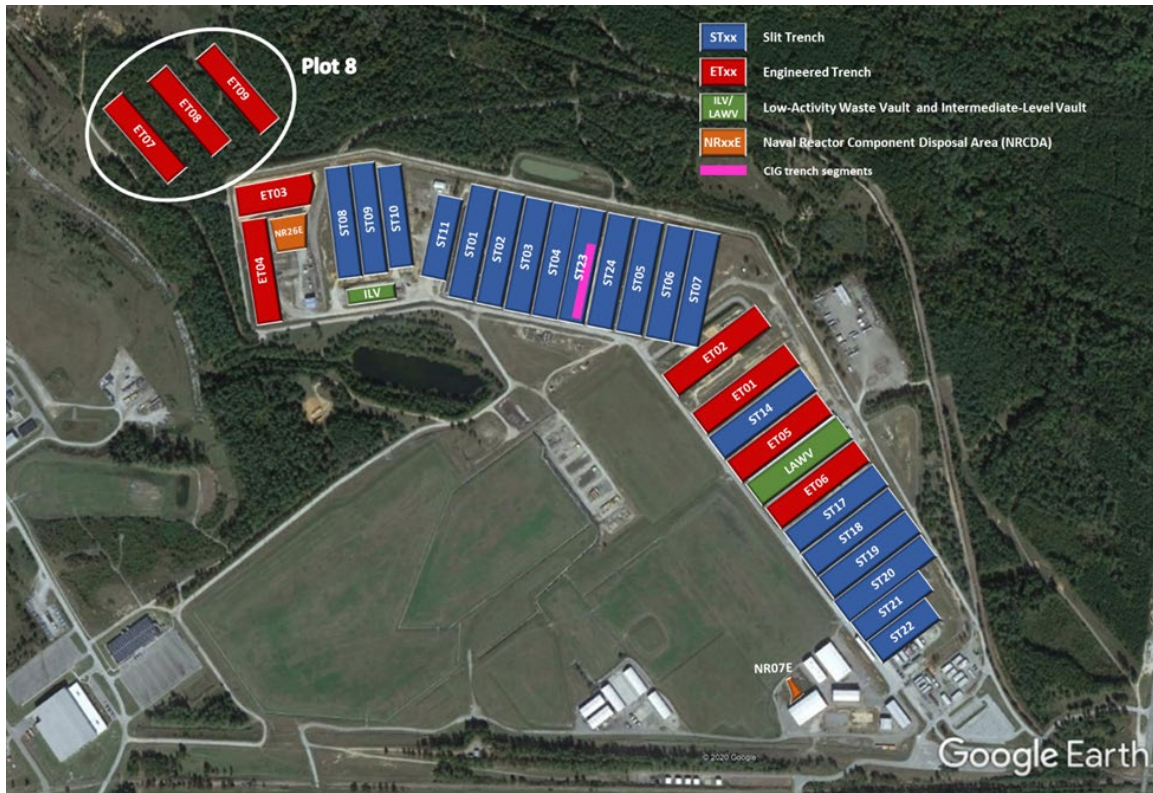 Plot 8
ET07
ET08
ET09
STxx Slit Trench
ETxx Engineered Trench
ILV/
LAWV
Low-Activity Waste Vault and Intermediate-Level Vault
NRxxE Naval Reactor Component Disposal Area (NRCDA)
CIG trench segments
ET03
NR26E
ET04
ST08
ST09
ST10
ILV
ST11
ST01
ST02
ST03
ST04
ST23
ST24
ST05
ST06
ST07
ET02
ET01
ST14
ET05
LAWV
ET06
ST17
ST18
ST19
ST20
ST21
ST22
NR07E
© 2020 Google
Google Earth